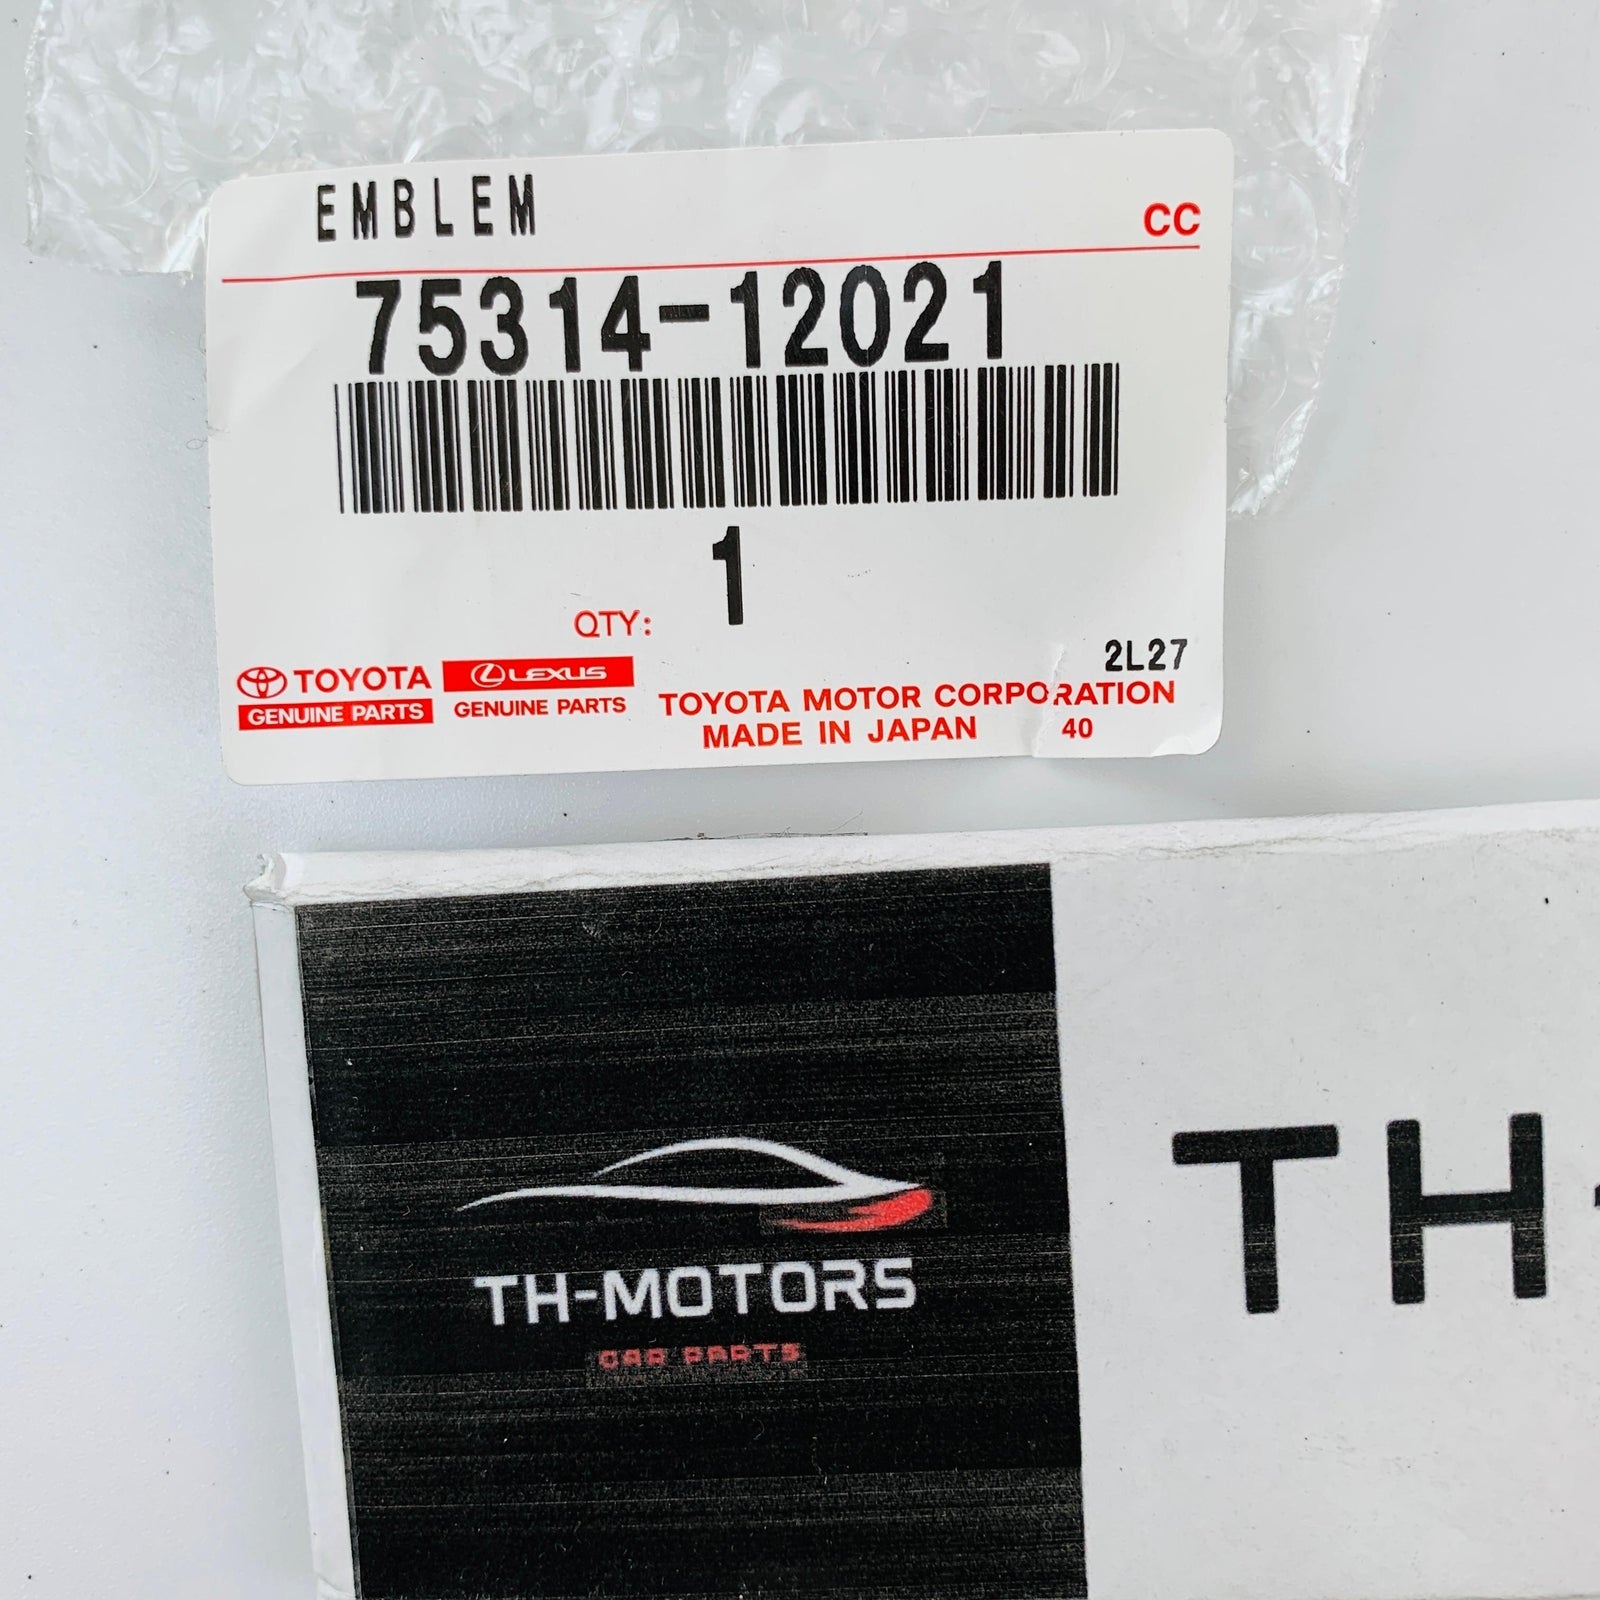 EMBLEM
CC
75314-12021
1
QTY:
2L27
TOYOTA
GENUINE PARTS
LEXUS
GENUINE PARTS
TOYOTA MOTOR CORPORATION
MADE IN JAPAN 40
TH-MOTORS
CAR PARTS
TH-